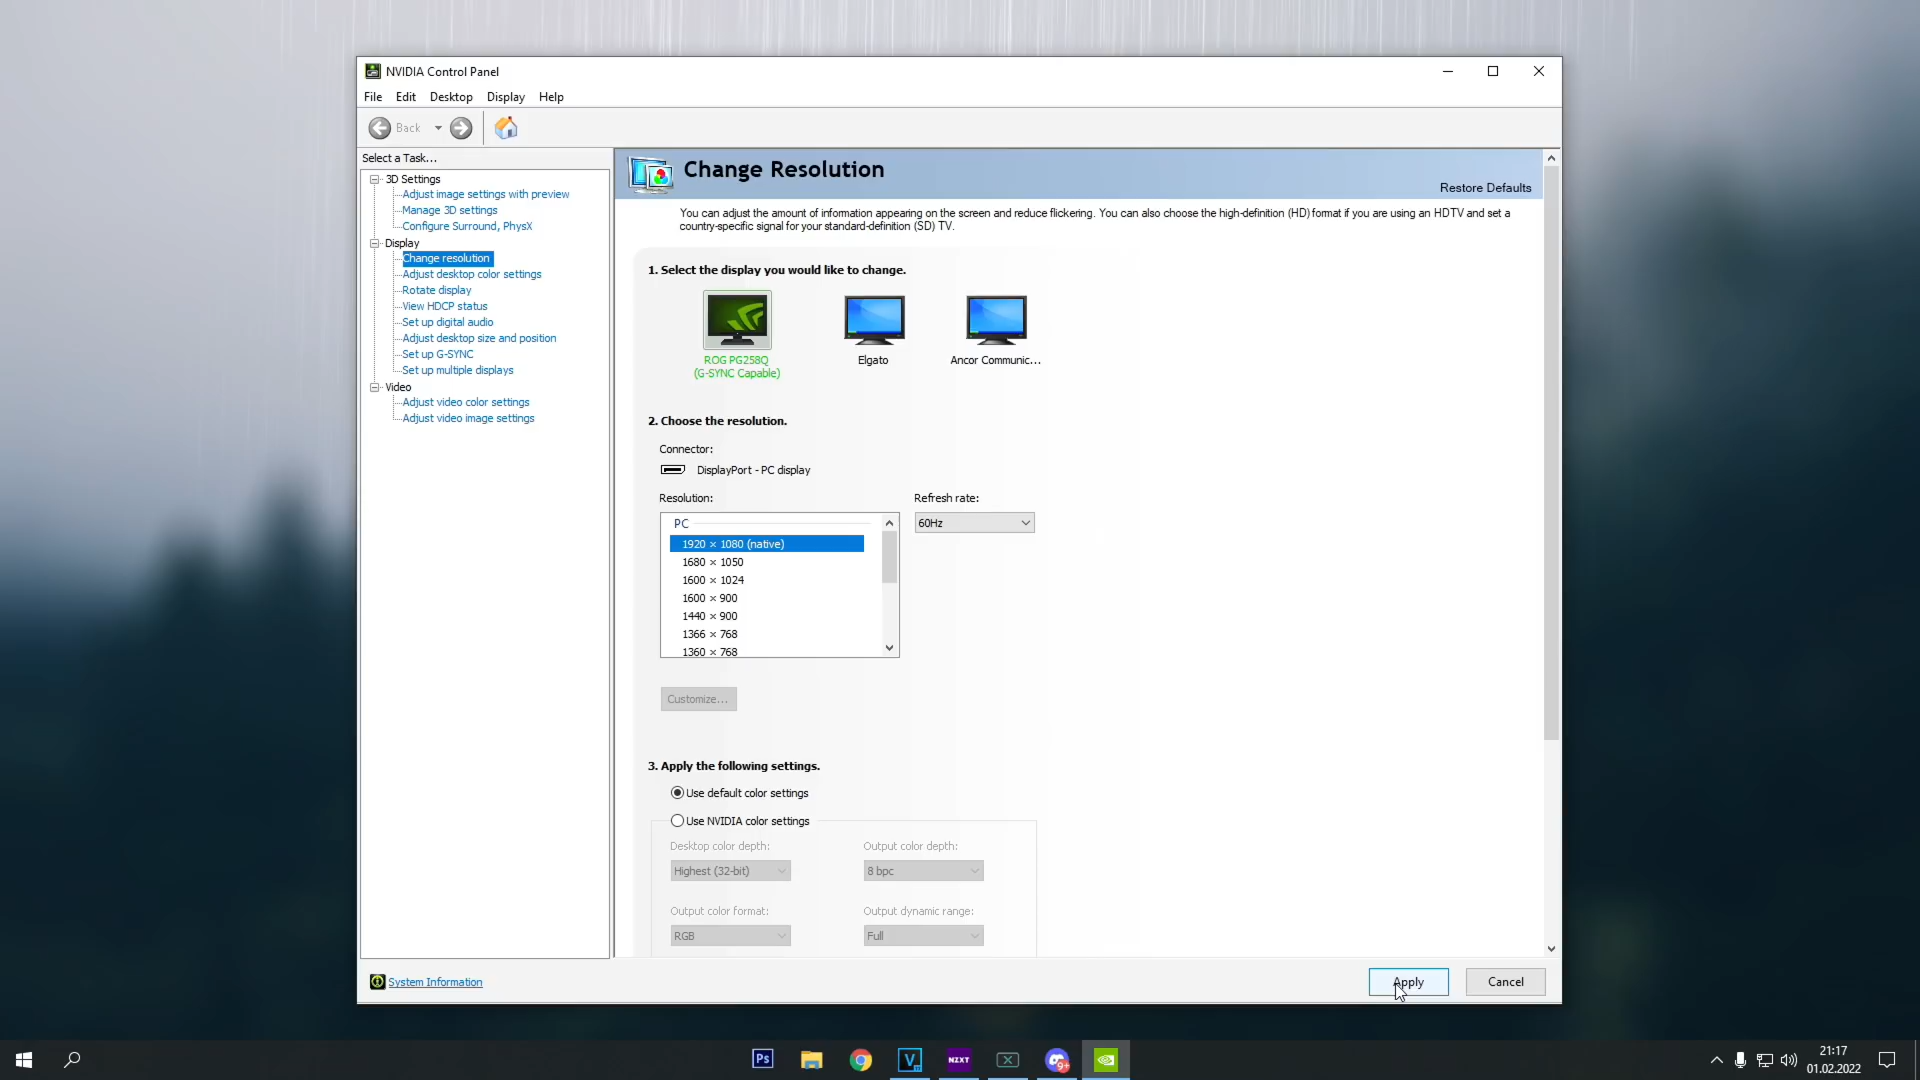 NVIDIA Control Panel
File Edit Desktop Display Help
Back
Select a Task...
3D Settings
Adjust image settings with preview
Manage 3D settings
Configure Surround, PhysX
Display
Change resolution
Adjust desktop color settings
Rotate display
View HDCP status
Set up digital audio
Adjust desktop size and position
Set up G-SYNC
Set up multiple displays
Video
Adjust video color settings
Adjust video image settings
System Information
Change Resolution
Restore Defaults
You can adjust the amount of information appearing on the screen and reduce flickering. You can also choose the high-definition (HD) format if you are using an HDTV and set a
country-specific signal for your standard-definition (SD) TV.
1. Select the display you would like to change.
ROG PG258Q
(G-SYNC Capable)
Elgato
Ancor Communic...
2. Choose the resolution.
Connector:
DisplayPort - PC display
Resolution:
Refresh rate:
PC
60Hz
1920 × 1080 (native)
1680 × 1050
1600 × 1024
1600 × 900
1440 × 900
1366 × 768
1360 × 768
Customize...
3. Apply the following settings.
Use default color settings
Use NVIDIA color settings
Desktop color depth:
Output color depth:
Highest (32-bit)
8 bpc
Output color format:
Output dynamic range:
RGB
Full
Apply
Cancel
Ps
V
NZXT
9+
21:17
01.02.2022